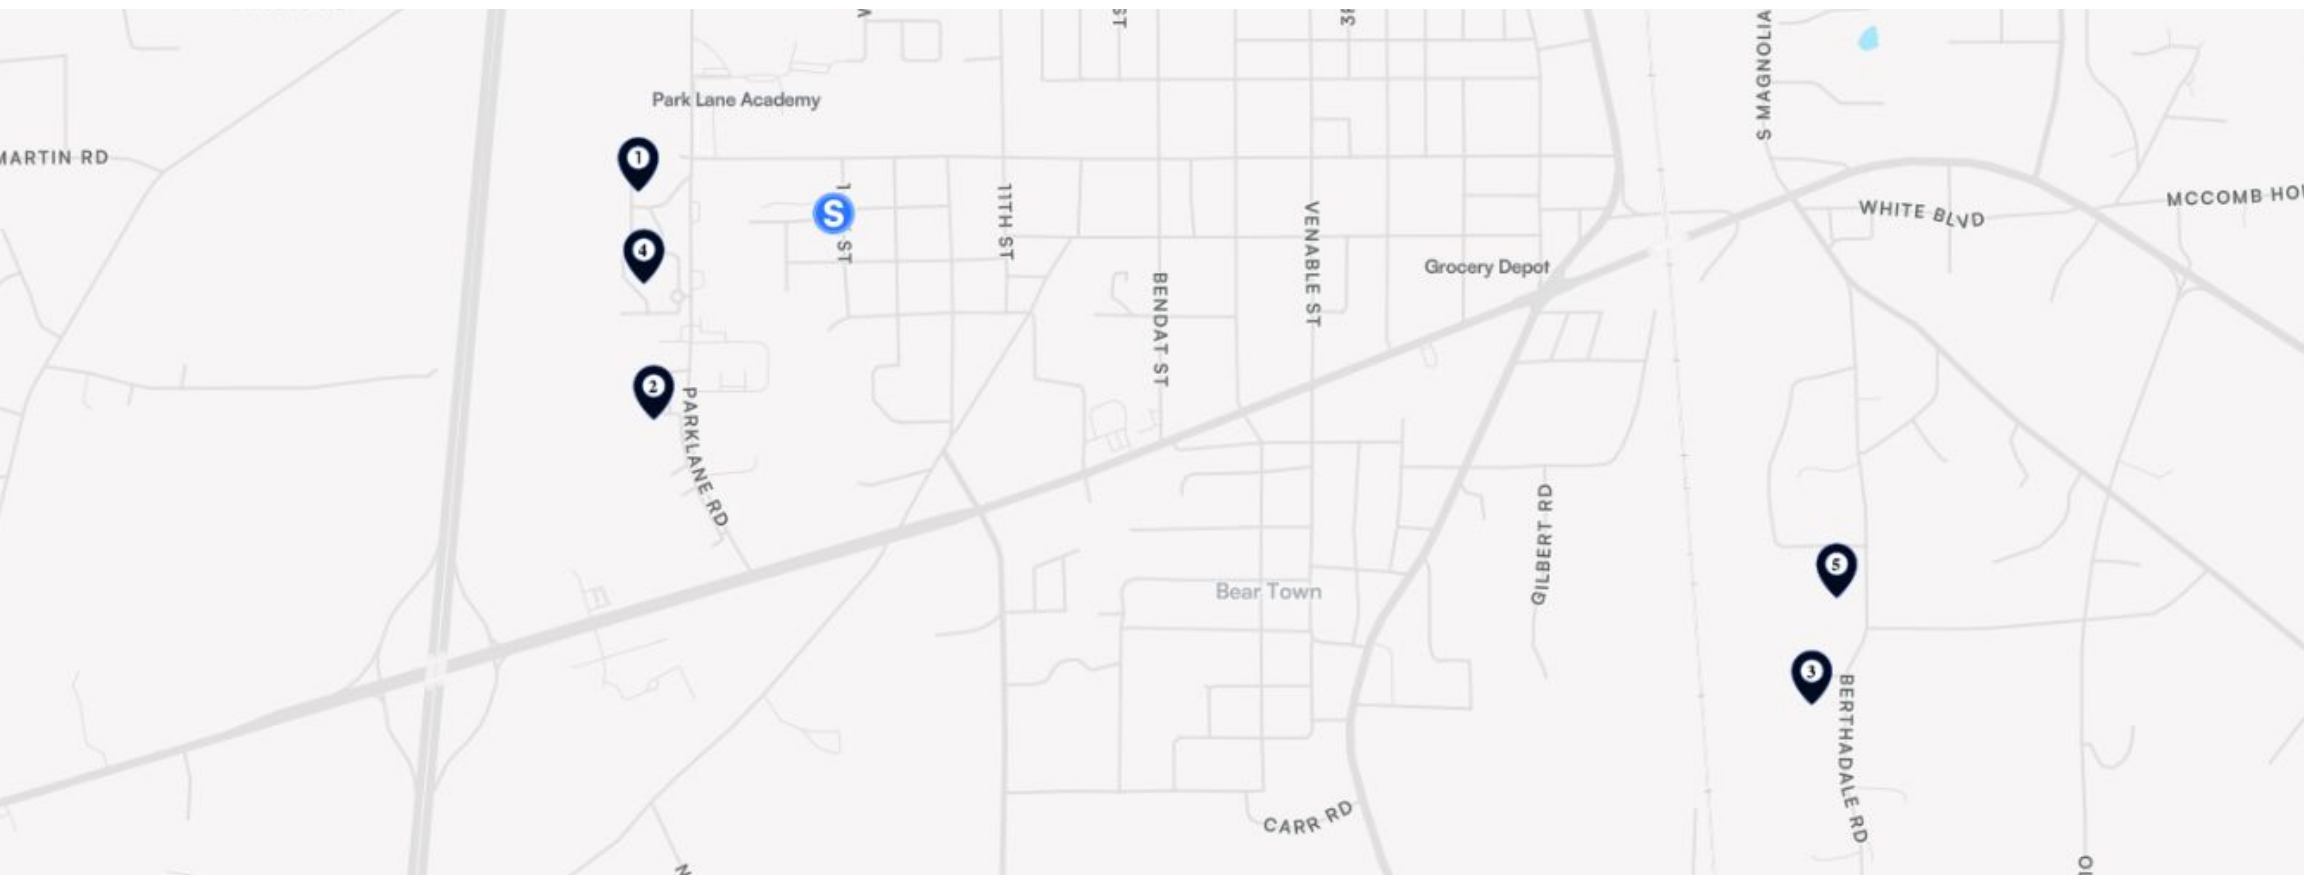 ST
S MAGNOLIA
Park Lane Academy
MARTIN RD
1
S
ST
11TH ST
VENABLE ST
WHITE BLVD
MCCOMB HO
4
Grocery Depot
BENDAT ST
2
PARKLANE RD
GILBERT RD
5
Bear Town
3
BERTHADALE RD
CARR RD